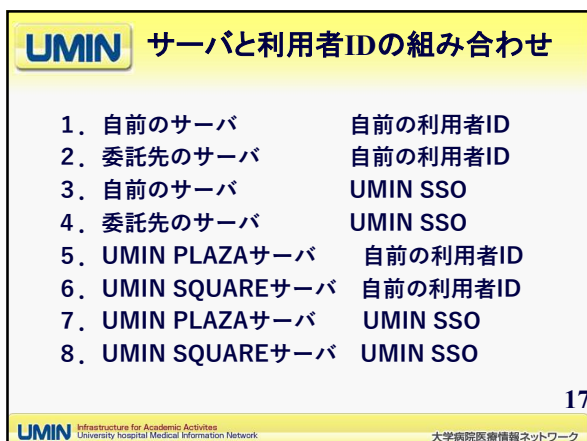 UMIN サーバと利用者IDの組み合わせ
1．自前のサーバ 自前の利用者ID
2．委託先のサーバ 自前の利用者ID
3．自前のサーバ UMIN SSO
4．委託先のサーバ UMIN SSO
5．UMIN PLAZAサーバ 自前の利用者ID
6．UMIN SQUAREサーバ 自前の利用者ID
7．UMIN PLAZAサーバ UMIN SSO
8．UMIN SQUAREサーバ UMIN SSO
17
UMIN Infrastructure for Academic Activites
University hospital Medical Information Network
大学病院医療情報ネットワーク